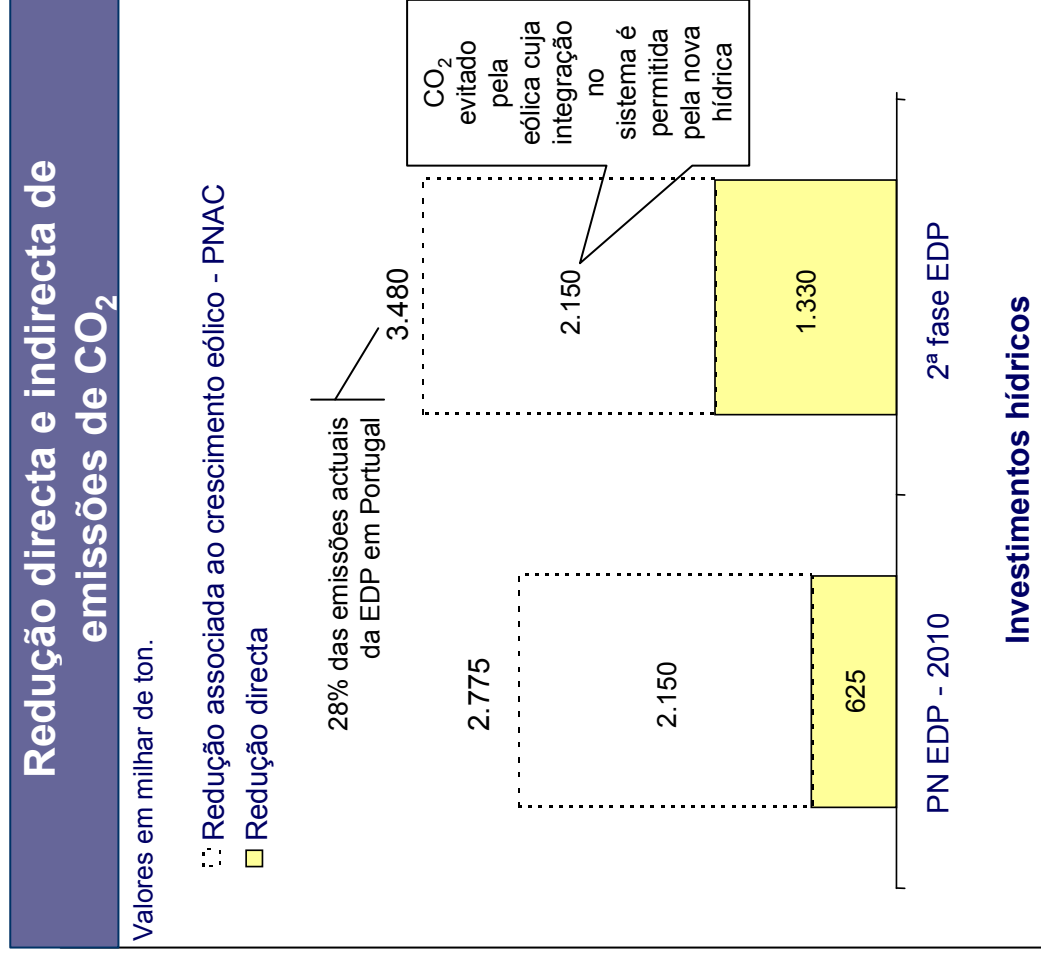 Redução directa e indirecta de
emissões de CO₂
Valores em milhar de ton.
Redução associada ao crescimento eólico - PNAC
Redução directa
28% das emissões actuais
da EDP em Portugal
2.775
2.150
625
3.480
2.150
1.330
CO₂
evitado
pela
eólica cuja
integração
no
sistema é
permitida
pela nova
hídrica
PN EDP - 2010
2ª fase EDP
Investimentos hídricos